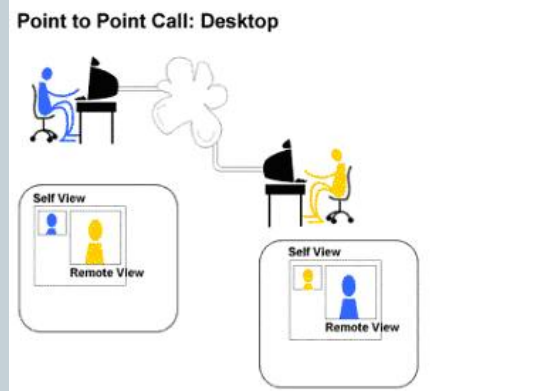 Point to Point Call: Desktop
Self View
Remote View
Self View
Remote View